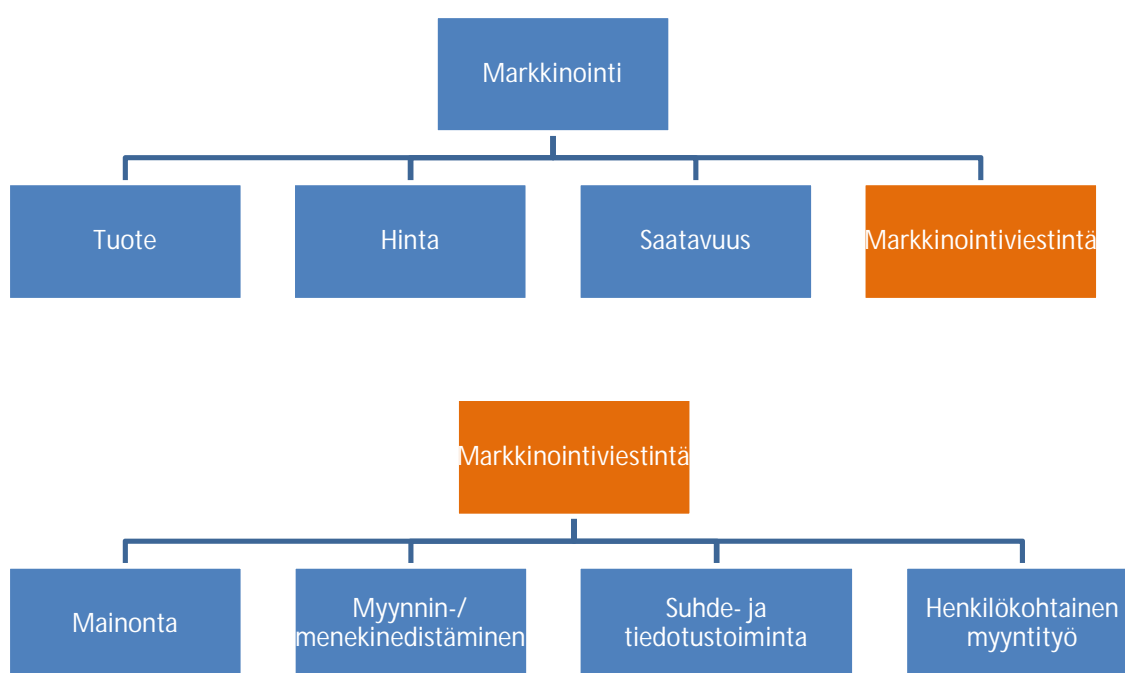 Markkinointi
Tuote
Hinta
Saatavuus
Markkinointiviestintä
Markkinointiviestintä
Mainonta
Myynnin-/
menekinedistäminen
Suhde- ja
tiedotustoiminta
Henkilökohtainen
myyntityö